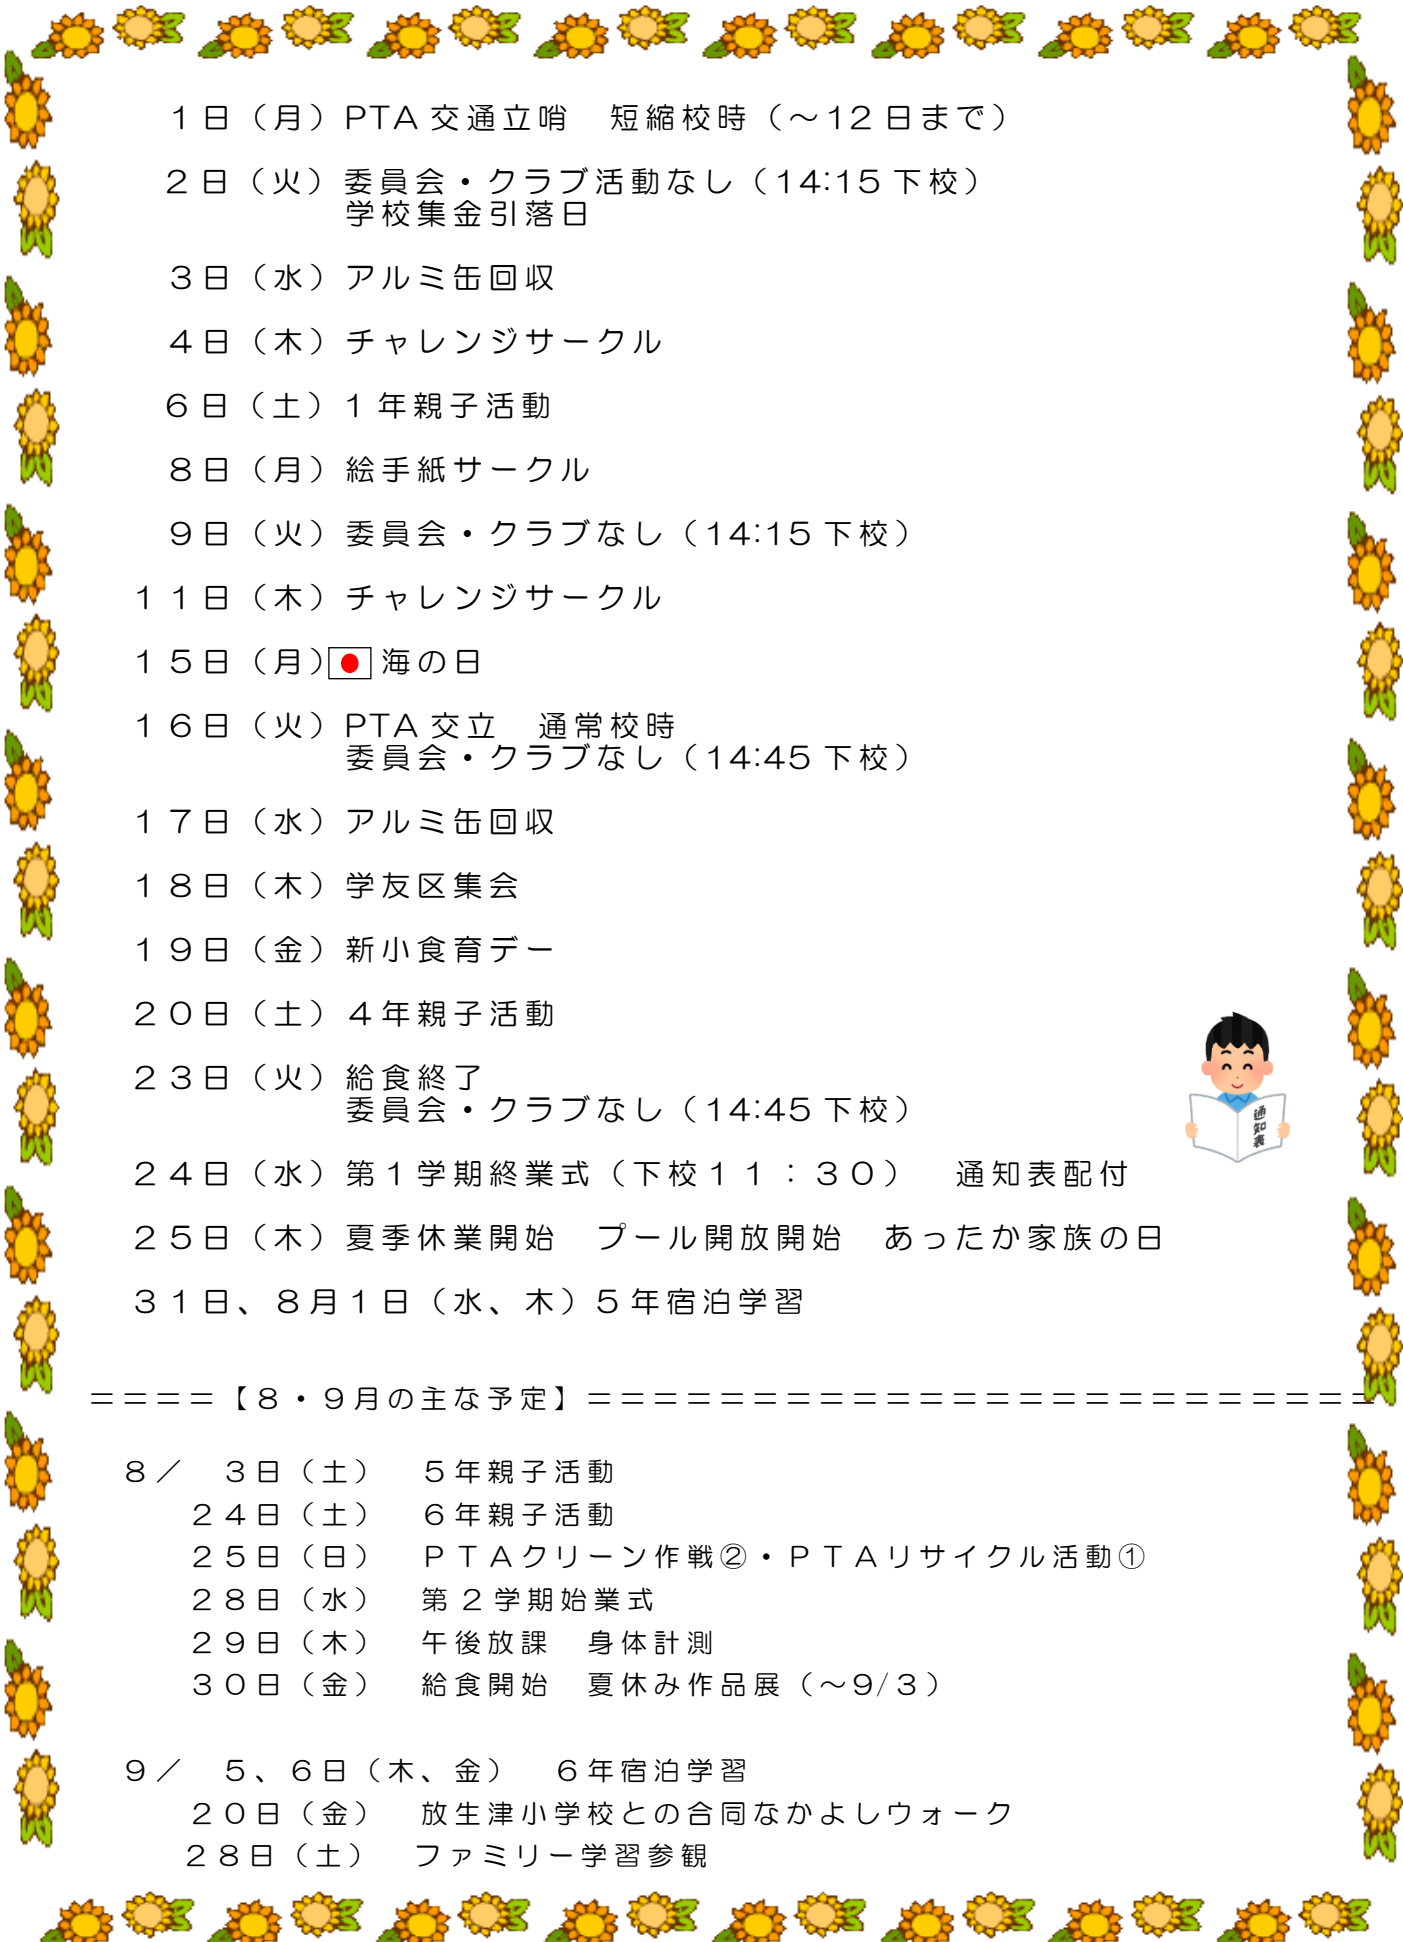 １日（月）PTA交通立哨　短縮校時（～12日まで）
２日（火）委員会・クラブ活動なし（14:15下校）
学校集金引落日
３日（水）アルミ缶回収
４日（木）チャレンジサークル
６日（土）１年親子活動
８日（月）絵手紙サークル
９日（火）委員会・クラブなし（14:15下校）
１１日（木）チャレンジサークル
１５日（月）海の日
１６日（火）PTA交立　通常校時
委員会・クラブなし（14:45下校）
１７日（水）アルミ缶回収
１８日（木）学友区集会
１９日（金）新小食育デー
２０日（土）４年親子活動
２３日（火）給食終了
委員会・クラブなし（14:45下校）
通知表
２４日（水）第１学期終業式（下校１１：３０）　通知表配付
２５日（木）夏季休業開始　プール開放開始　あったか家族の日
３１日、８月１日（水、木）５年宿泊学習
＝＝＝＝【８・９月の主な予定】＝＝＝＝＝＝＝＝＝＝＝＝＝＝＝＝＝＝＝＝＝＝＝＝
８／　３日（土）　５年親子活動
２４日（土）　６年親子活動
２５日（日）　ＰＴＡクリーン作戦②・ＰＴＡリサイクル活動①
２８日（水）　第２学期始業式
２９日（木）　午後放課　身体計測
３０日（金）　給食開始　夏休み作品展（～9/３）
９／　５、６日（木、金）　６年宿泊学習
２０日（金）　放生津小学校との合同なかよしウォーク
２８日（土）　ファミリー学習参観